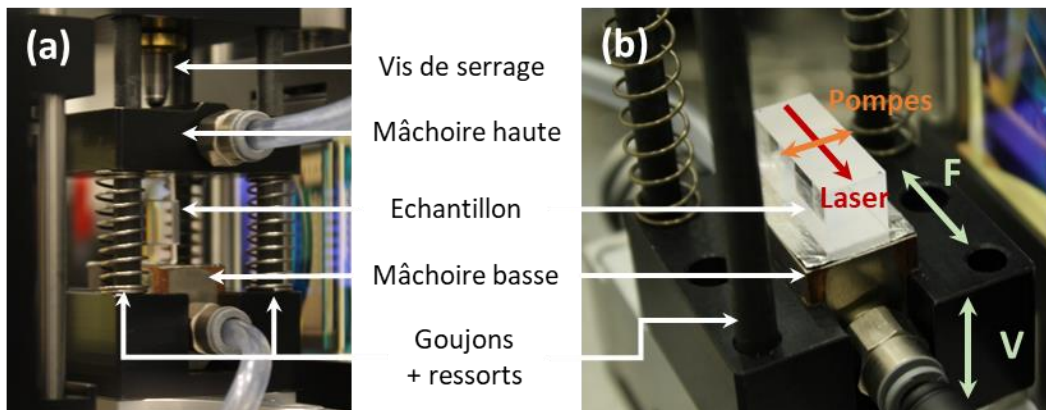 (a)
Vis de serrage
Mâchoire haute
Echantillon
Mâchoire basse
Goujons
+ ressorts
(b)
Pompes
Laser
F
V